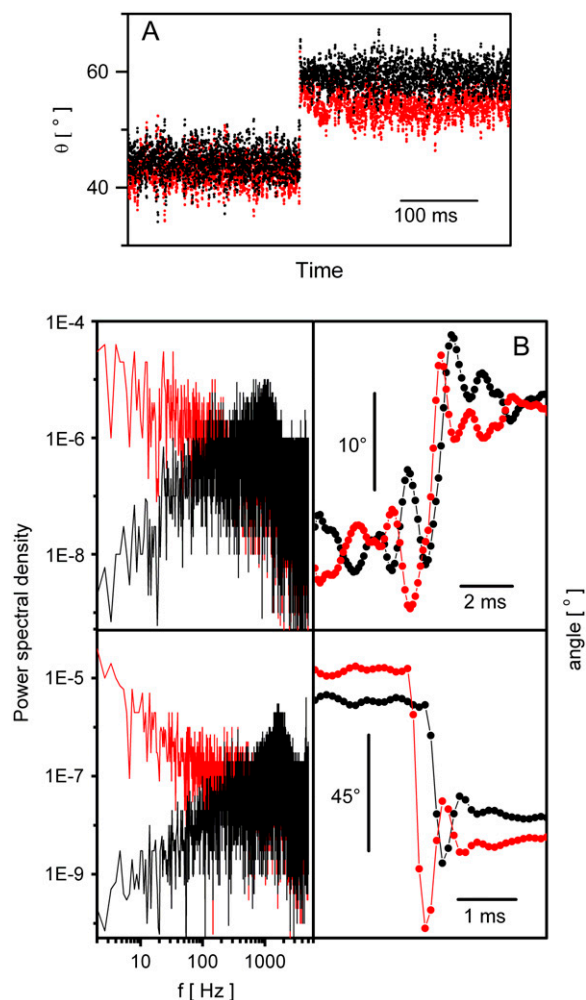 A
60
40
θ [ ° ]
100 ms
Time
1E-4
1E-6
1E-8
B
10°
2 ms
Power spectral density
angle [ ° ]
1E-5
1E-7
1E-9
45°
1 ms
10
100
1000
f [ Hz ]